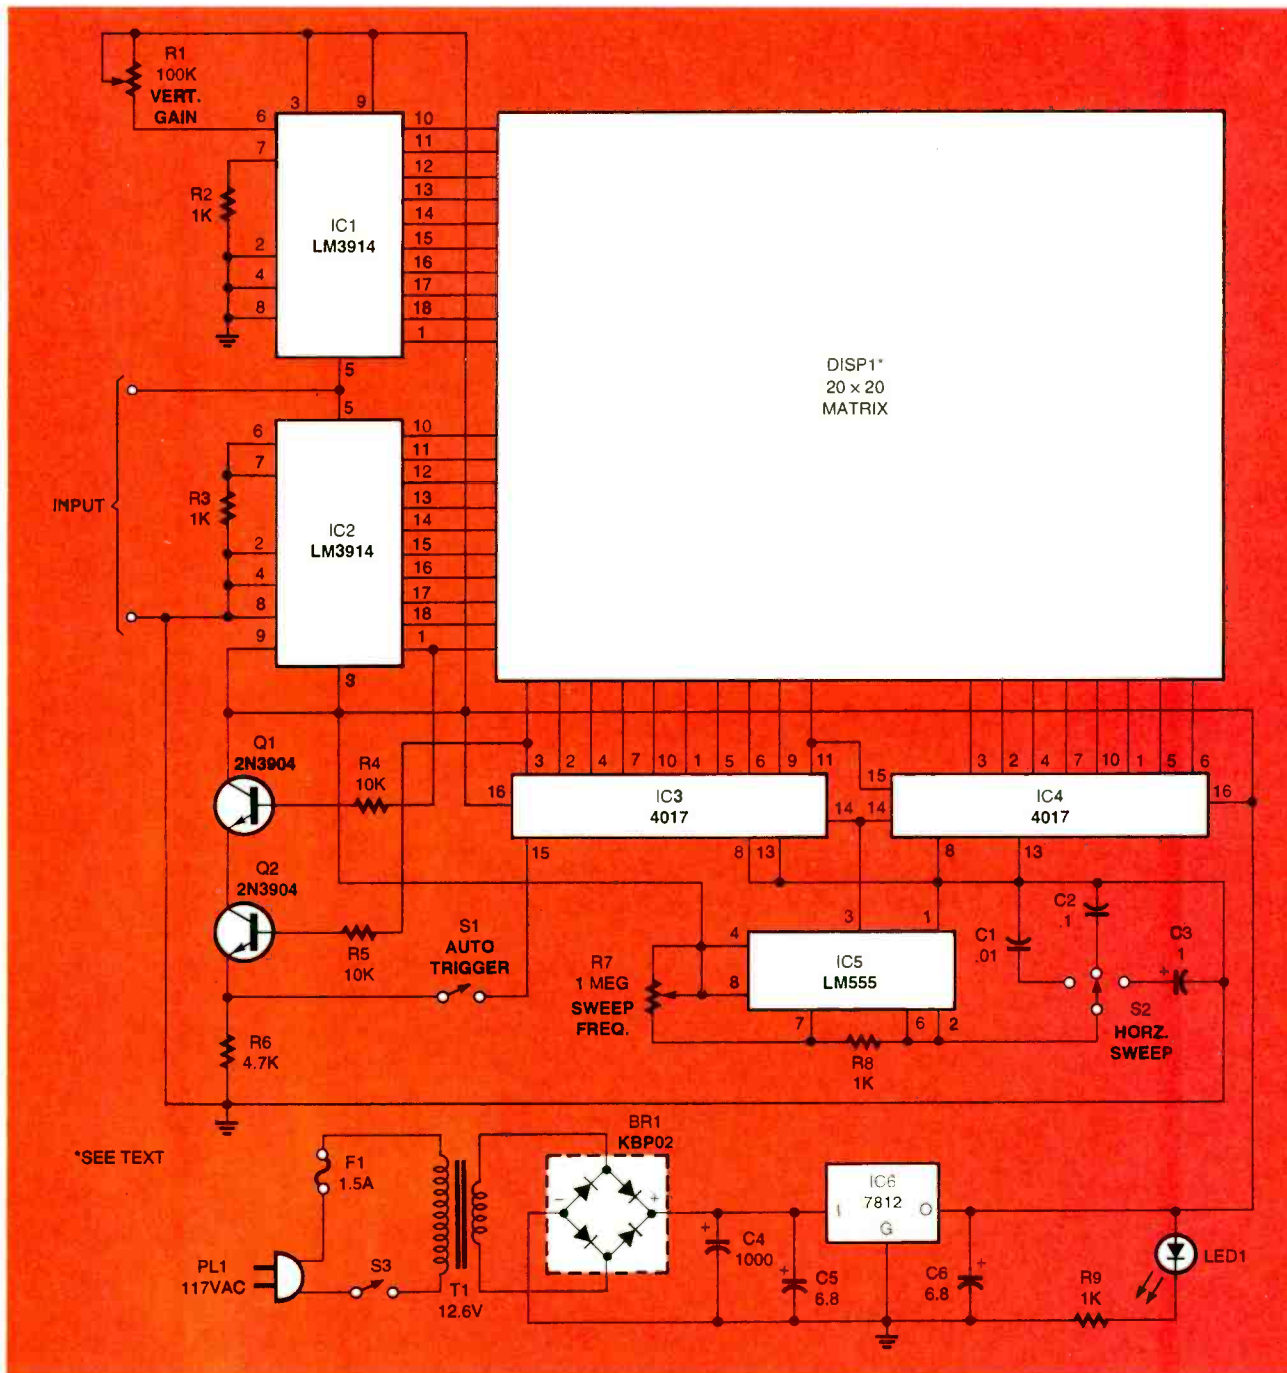 R1
100K
VERT.
GAIN
3 9
6
7
2
4
8
R2
1K
IC1
LM3914
10
11
12
13
14
15
16
17
18
1
5
DISP1*
20 x 20
MATRIX
INPUT
5
6
7
2
4
8
9
R3
1K
IC2
LM3914
10
11
12
13
14
15
16
17
18
1
3
Q1
2N3904
R4
10K
Q2
2N3904
R5
10K
S1
AUTO
TRIGGER
R6
4.7K
3 2 4 7 10 1 5 6 9 11
16
IC3
4017
14
15
8 13
3 2 4 7 10 1 5 6
15
14
IC4
4017
16
8
13
R7
1 MEG
SWEEP
FREQ.
3
1
4
8
IC5
LM555
7
6
2
R8
1K
C1
.01
C2
.1
C3
1
+
S2
HORZ.
SWEEP
*SEE TEXT
F1
1.5A
PL1
117VAC
S3
T1
12.6V
BR1
KBP02
− +
+
C4
1000
+
C5
6.8
IC6
7812
I O
G
C6
6.8
+
R9
1K
LED1